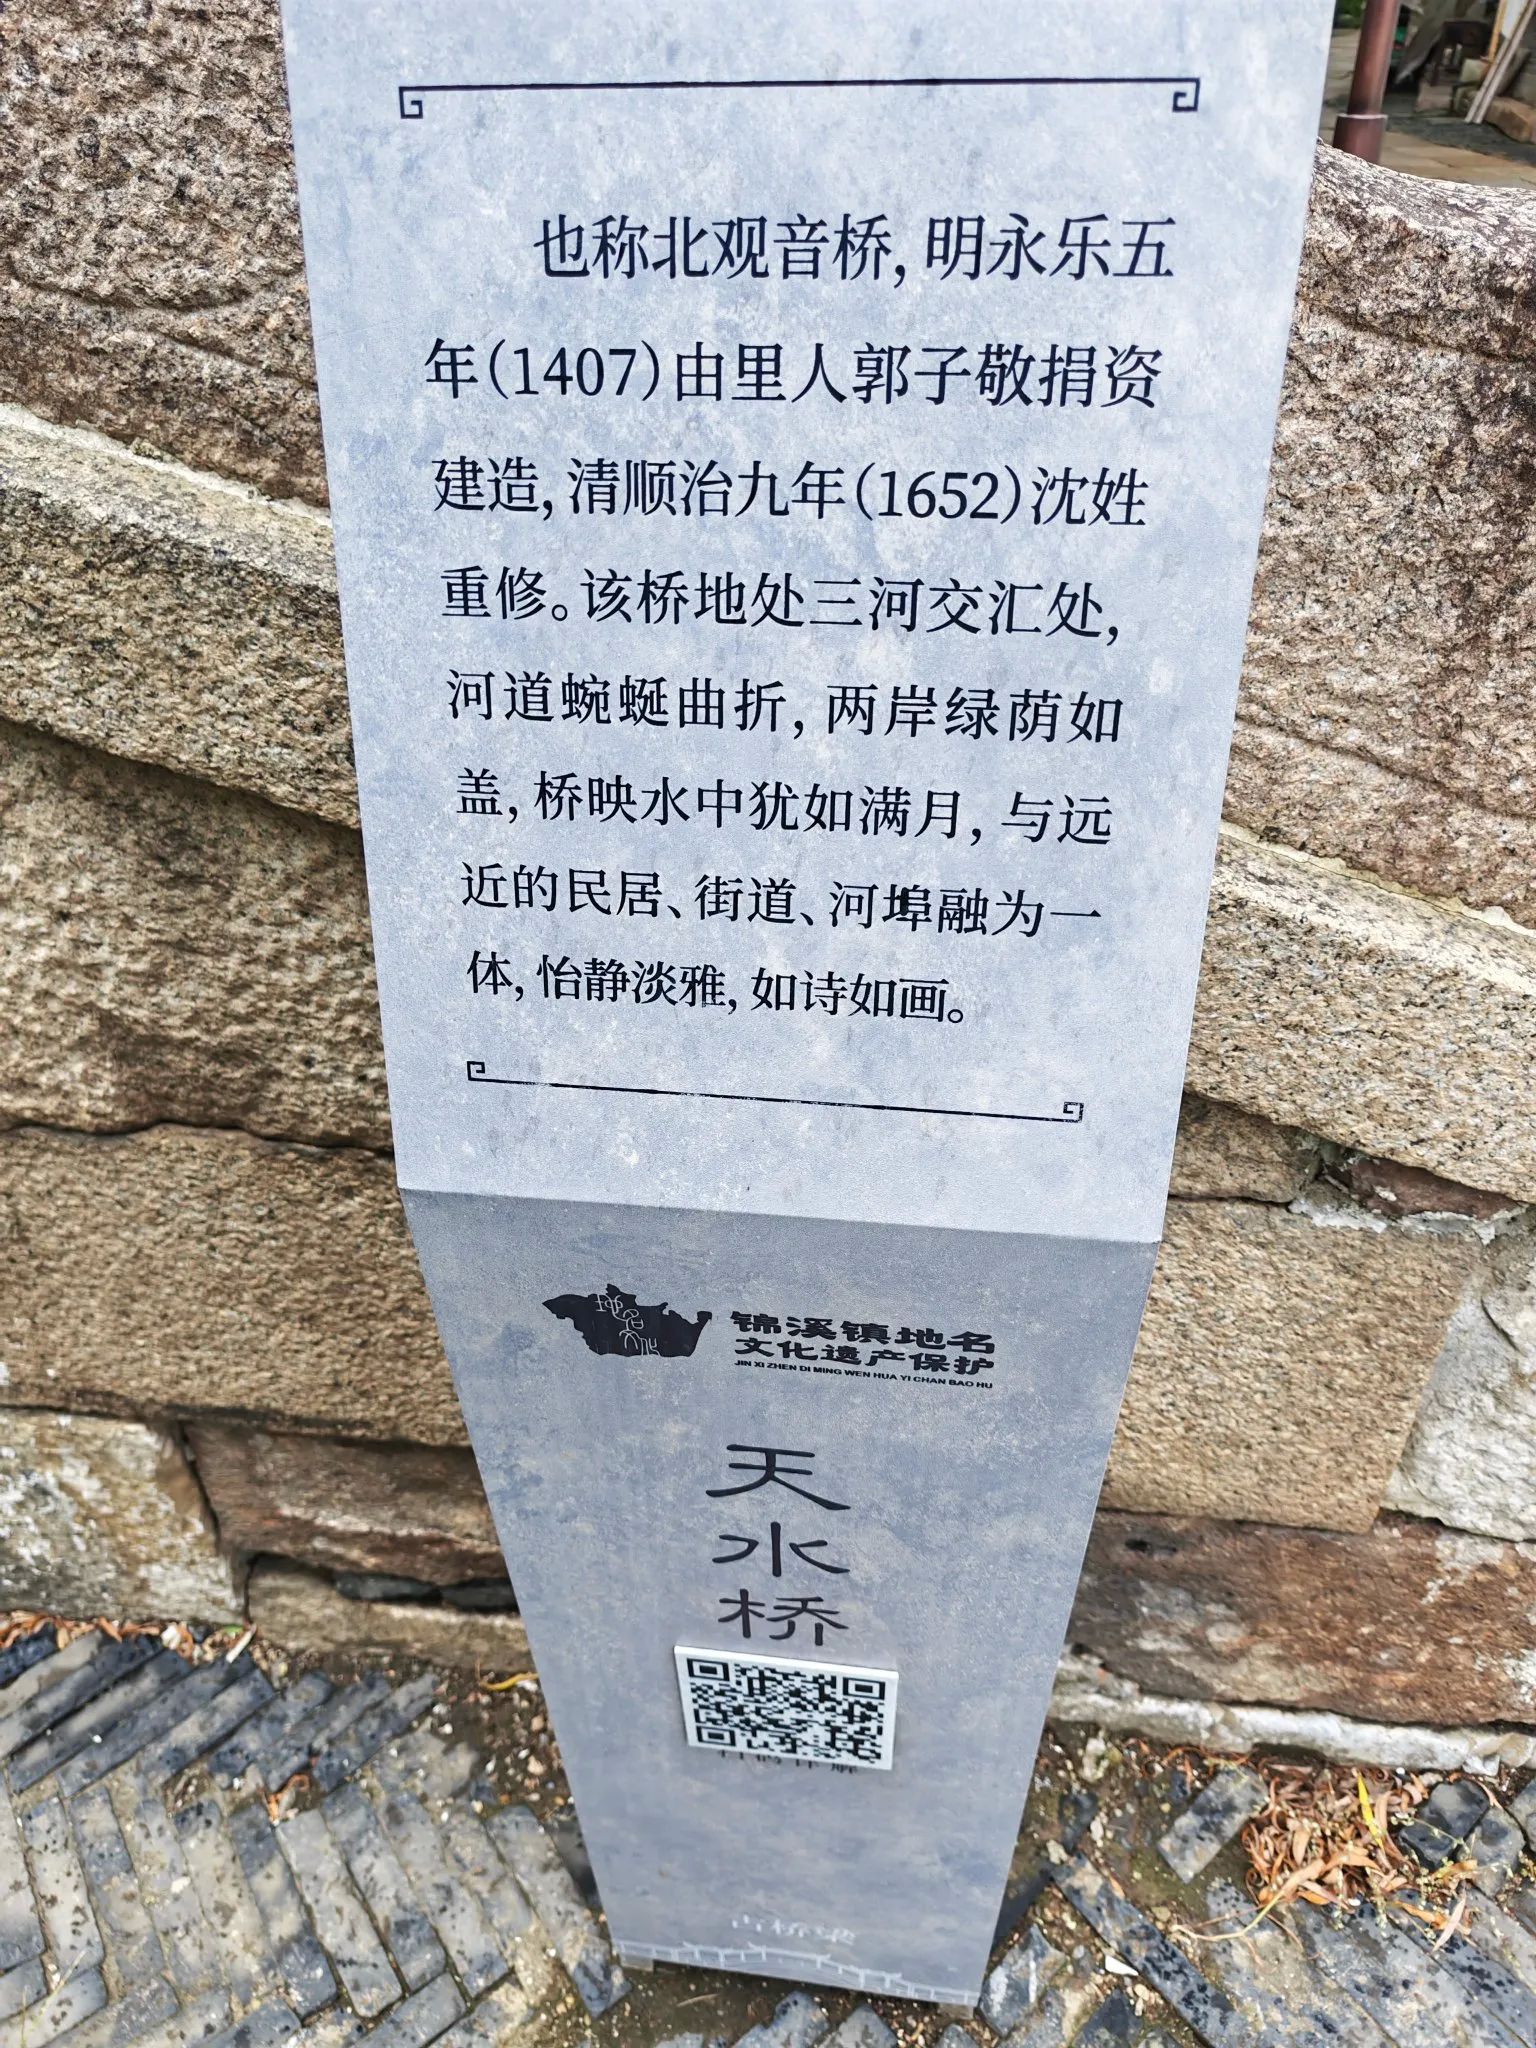 也称北观音桥，明永乐五
年（1407）由里人郭子敬捐资
建造，清顺治九年（1652）沈姓
重修。该桥地处三河交汇处，
河道蜿蜒曲折，两岸绿荫如
盖，桥映水中犹如满月，与远
近的民居、街道、河埠融为一
体，怡静淡雅，如诗如画。
地名文化
锦溪镇地名
文化遗产保护
JIN XI ZHEN DI MING WEN HUA YI CHAN BAO HU
天
水
桥